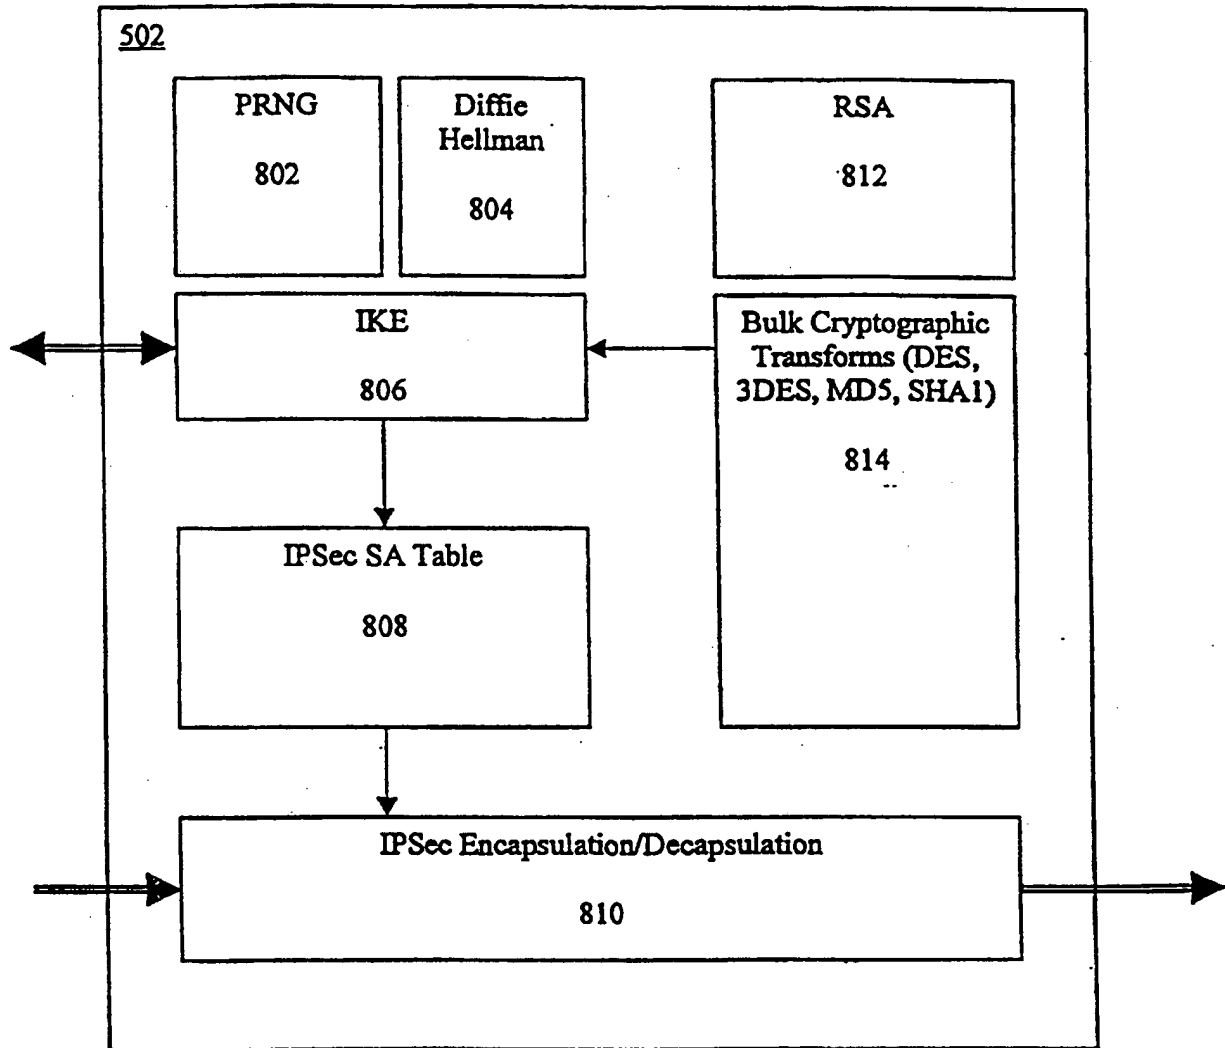 502
PRNG
802
Diffie
Hellman
804
RSA
812
IKE
806
Bulk Cryptographic
Transforms (DES,
3DES, MD5, SHA1)
814
IPSec SA Table
808
IPSec Encapsulation/Decapsulation
810